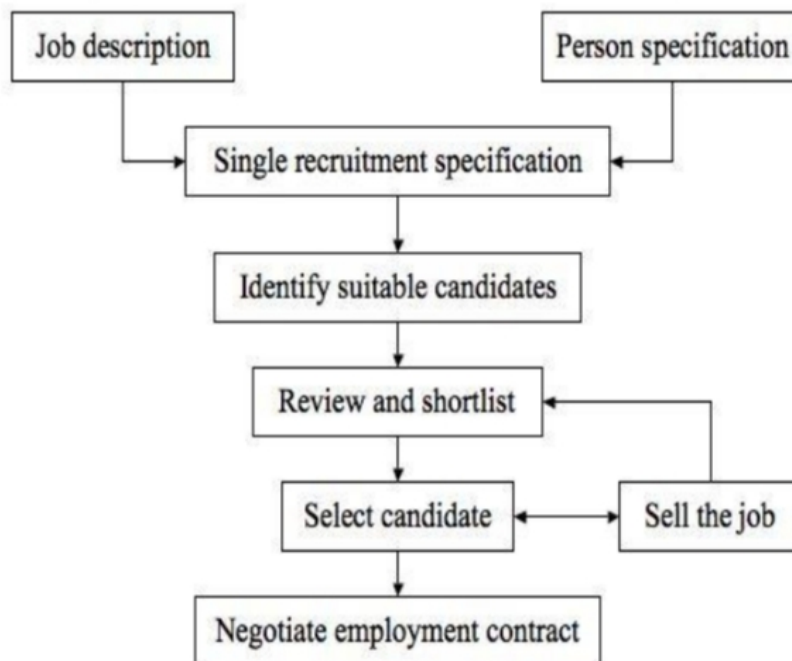 Job description
Person specification
Single recruitment specification
Identify suitable candidates
Review and shortlist
Select candidate
Sell the job
Negotiate employment contract